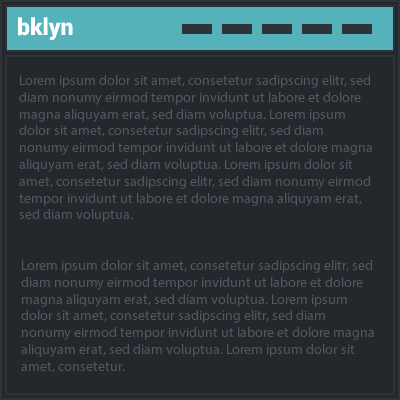 bklyn
Lorem ipsum dolor sit amet, consetetur sadipscing elitr, sed
diam nonumy eirmod tempor invidunt ut labore et dolore
magna aliquyam erat, sed diam voluptua. Lorem ipsum
dolor sit amet, consetetur sadipscing elitr, sed diam
nonumy eirmod tempor invidunt ut labore et dolore magna
aliquyam erat, sed diam voluptua. Lorem ipsum dolor sit
amet, consetetur sadipscing elitr, sed diam nonumy eirmod
tempor invidunt ut labore et dolore magna aliquyam erat,
sed diam voluptua.
Lorem ipsum dolor sit amet, consetetur sadipscing elitr, sed
diam nonumy eirmod tempor invidunt ut labore et dolore
magna aliquyam erat, sed diam voluptua. Lorem ipsum
dolor sit amet, consetetur sadipscing elitr, sed diam
nonumy eirmod tempor invidunt ut labore et dolore magna
aliquyam erat, sed diam voluptua. Lorem ipsum dolor sit
amet, consetetur.